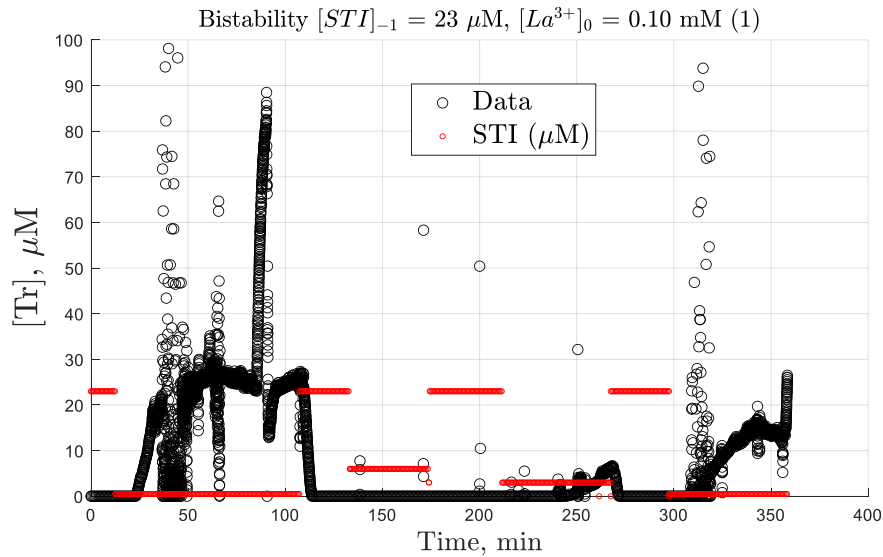 Bistability [STI]₋₁ = 23 μM, [La³⁺]₀ = 0.10 mM (1)
Data
STI (μM)
[Tr], μM
100
90
80
70
60
50
40
30
20
10
0
0 50 100 150 200 250 300 350 400
Time, min